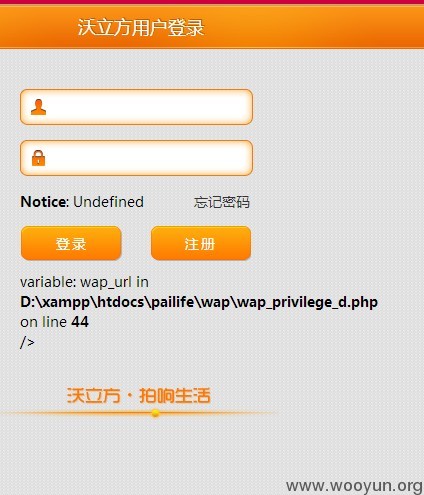 沃立方用户登录
Notice: Undefined 忘记密码
登录 注册
variable: wap_url in
D:\xampp\htdocs\pailife\wap\wap_privilege_d.php
on line 44
/>
沃立方·拍响生活
www.wooyun.org